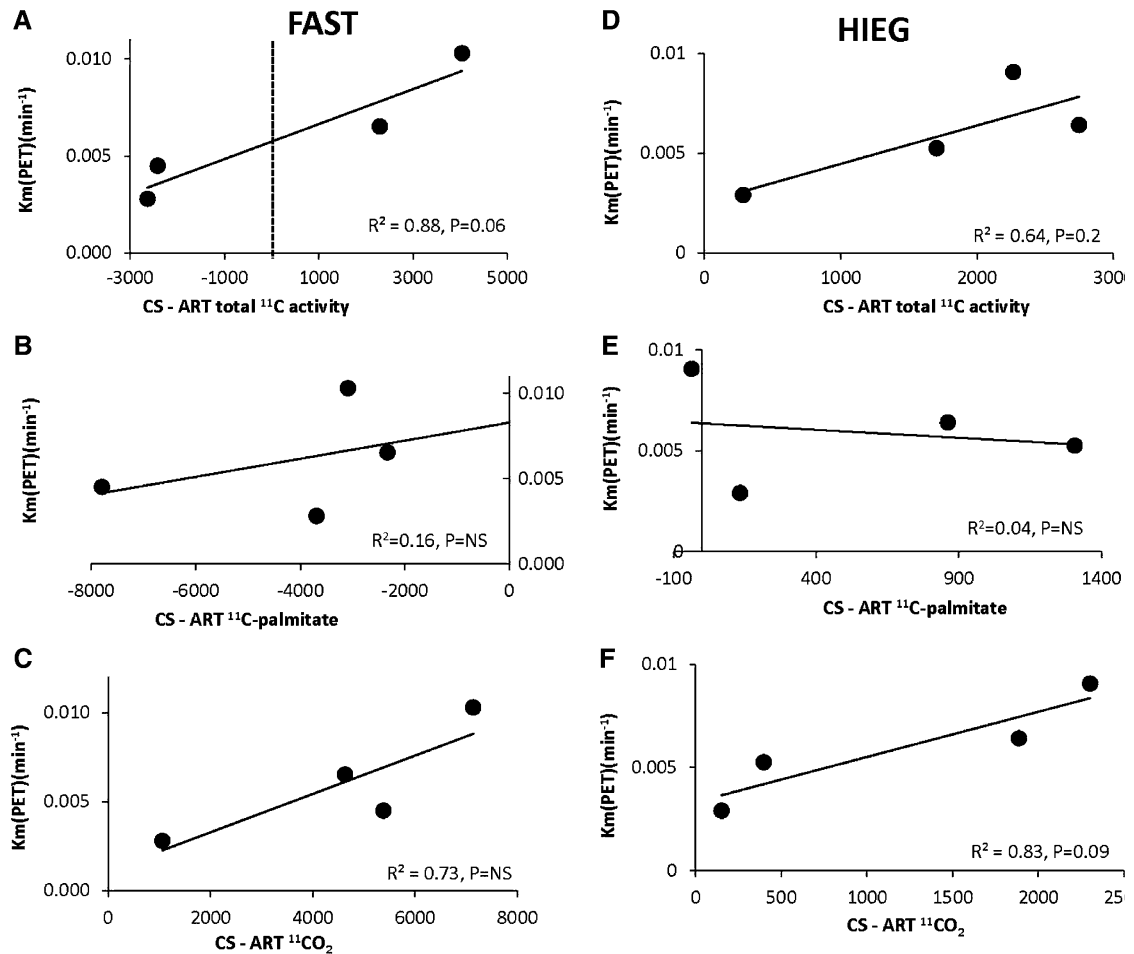 A
FAST
Km(PET)(min⁻¹)
0.010
0.005
0.000
R² = 0.88, P=0.06
-3000 -1000 1000 3000 5000
CS - ART total ¹¹C activity
D
HIEG
Km(PET)(min⁻¹)
0.01
0.005
0
R² = 0.64, P=0.2
0 1000 2000 3000
CS - ART total ¹¹C activity
B
Km(PET)(min⁻¹)
0.010
0.005
0.000
R²=0.16, P=NS
-8000 -6000 -4000 -2000 0
CS - ART ¹¹C-palmitate
E
Km(PET)(min⁻¹)
0.01
0.005
0
R²=0.04, P=NS
-100 400 900 1400
CS - ART ¹¹C-palmitate
C
Km(PET)(min⁻¹)
0.010
0.005
0.000
R² = 0.73, P=NS
0 2000 4000 6000 8000
CS - ART ¹¹CO₂
F
Km(PET)(min⁻¹)
0.01
0.005
0
R² = 0.83, P=0.09
0 500 1000 1500 2000 250
CS - ART ¹¹CO₂